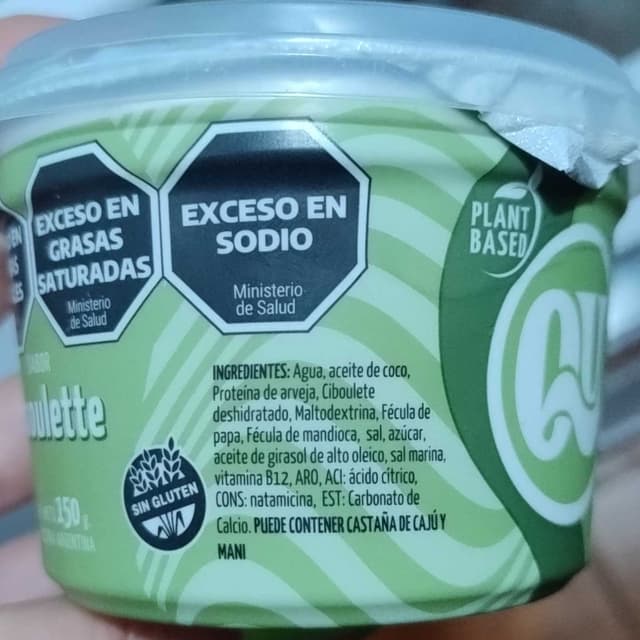 EXCESO EN
GRASAS
SATURADAS
Ministerio
de Salud
EXCESO EN
SODIO
Ministerio
de Salud
PLANT
BASED
INGREDIENTES: Agua, aceite de coco,
Proteína de arveja, Ciboulete
deshidratado, Maltodextrina, Fécula de
papa, Fécula de mandioca, sal, azúcar,
aceite de girasol de alto oleico, sal marina,
vitamina B12, ARO, ACI: ácido cítrico,
CONS: natamicina, EST: Carbonato de
Calcio. PUEDE CONTENER CASTAÑA DE CAJÚ Y
MANI
SIN GLUTEN
150 g
ARGENTINA